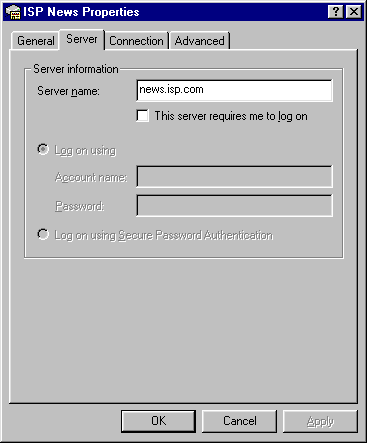 ISP News Properties
General Server Connection Advanced
Server information
Server name: news.isp.com
This server requires me to log on
Log on using
Account name:
Password:
Log on using Secure Password Authentication
OK Cancel Apply